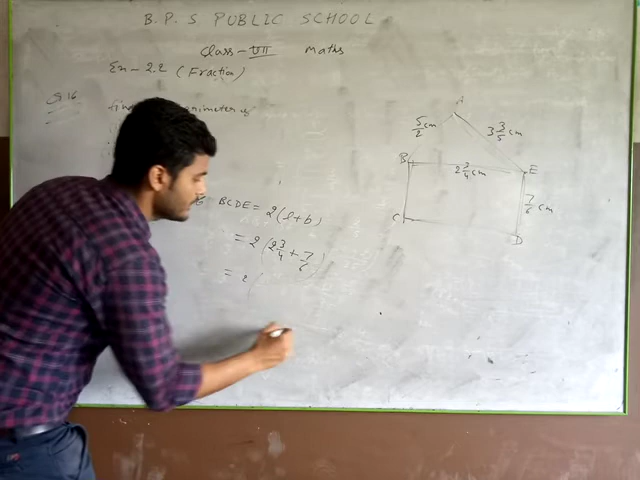 B.P.S PUBLIC SCHOOL
Class-VII Maths
Ex-2.2 (Fraction)
A
5/2 cm
3 3/5 cm
B
E
2 3/4 cm
7/6 cm
C
D
BCDE = 2(l+b)
= 2(2 3/4 + 7/6)
= 2(